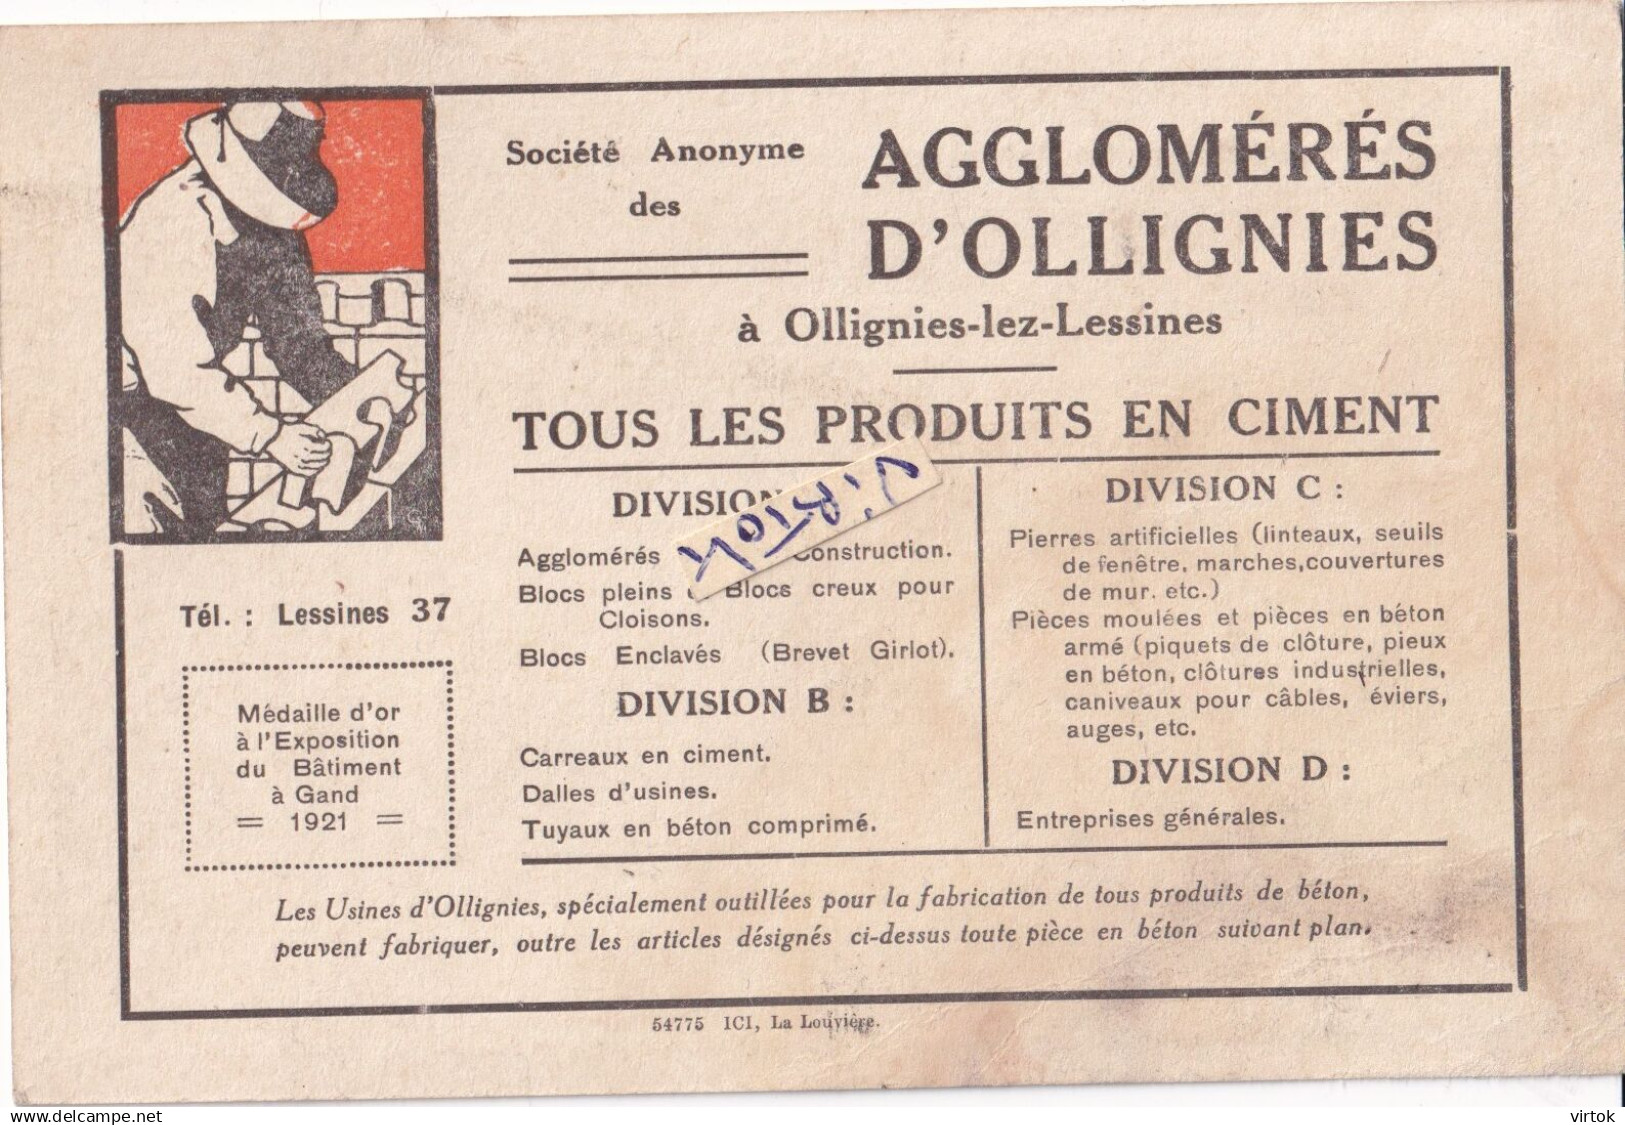 Société Anonyme
des
AGGLOMÉRÉS
D'OLLIGNIES
à Ollignies-lez-Lessines
TOUS LES PRODUITS EN CIMENT
DIVISION
Agglomérés Construction.
Blocs pleins Blocs creux pour
Cloisons.
Blocs Enclavés (Brevet Girlot).
DIVISION B :
Carreaux en ciment.
Dalles d'usines.
Tuyaux en béton comprimé.
DIVISION C :
Pierres artificielles (linteaux, seuils
de fenêtre, marches, couvertures
de mur. etc.)
Pièces moulées et pièces en béton
armé (piquets de clôture, pieux
en béton, clôtures industrielles,
caniveaux pour câbles, éviers,
auges, etc.
DIVISION D :
Entreprises générales.
VIRTOK
Tél. : Lessines 37
Médaille d'or
à l'Exposition
du Bâtiment
à Gand
= 1921 =
Les Usines d'Ollignies, spécialement outillées pour la fabrication de tous produits de béton,
peuvent fabriquer, outre les articles désignés ci-dessus toute pièce en béton suivant plan.
54775 ICI, La Louvière.
delcampe.net
virtok